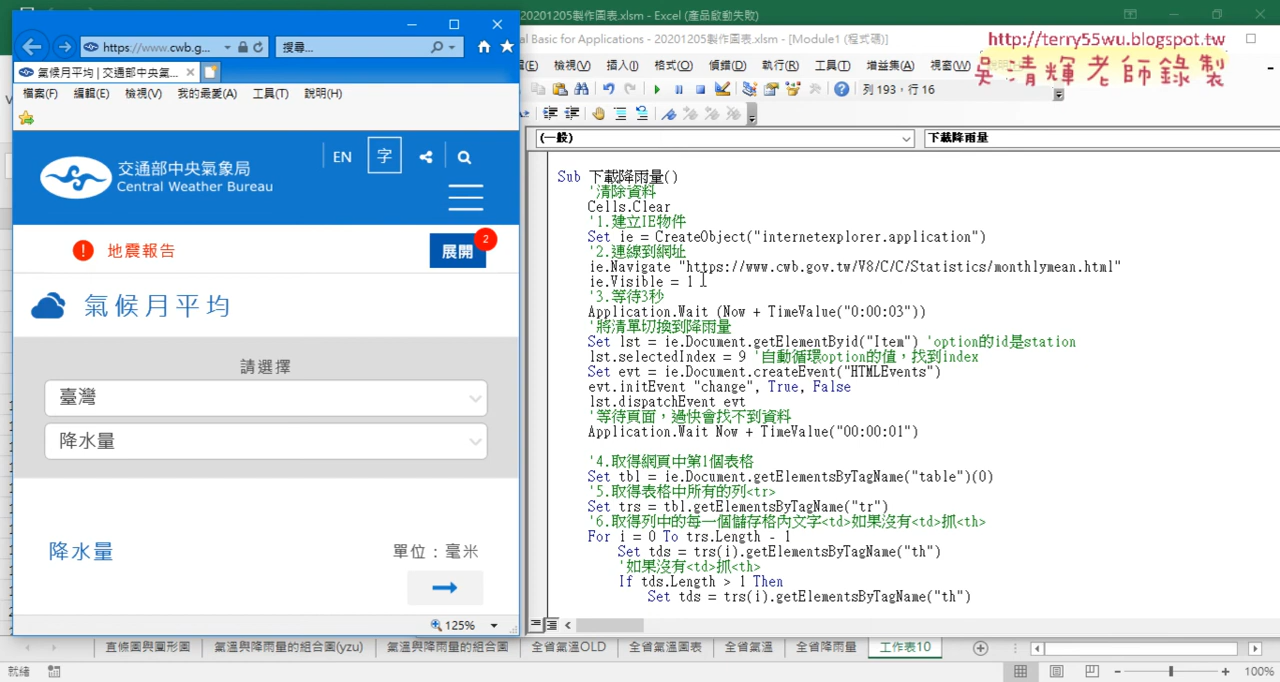 20201205製作圖表.xlsm - Excel (產品啟動失敗)
al Basic for Applications - 20201205製作圖表.xlsm - [Module1 (程式碼)]
http://terry55wu.blogspot.tw
吳清輝老師錄製
https://www.cwb.g...
搜尋...
氣候月平均 | 交通部中央氣...
檔案(F) 編輯(E) 檢視(V) 我的最愛(A) 工具(T) 說明(H)
(E) 檢視(V) 插入(I) 格式(O) 偵錯(D) 執行(R) 工具(T) 增益集(A) 視窗(W)
列 193，行 16
(一般)
下載降雨量
交通部中央氣象局
Central Weather Bureau
EN
字
地震報告
展開
2
氣候月平均
請選擇
臺灣
降水量
降水量
單位：毫米
125%
Sub 下載降雨量()
'清除資料
Cells.Clear
'1.建立IE物件
Set ie = CreateObject("internetexplorer.application")
'2.連線到網址
ie.Navigate "https://www.cwb.gov.tw/V8/C/C/Statistics/monthlymean.html"
ie.Visible = 1
'3.等待3秒
Application.Wait (Now + TimeValue("0:00:03"))
'將清單切換到降雨量
Set lst = ie.Document.getElementByid("Item") 'option的id是station
lst.selectedIndex = 9 '自動循環option的值，找到index
Set evt = ie.Document.createEvent("HTMLEvents")
evt.initEvent "change", True, False
lst.dispatchEvent evt
'等待頁面，過快會找不到資料
Application.Wait Now + TimeValue("00:00:01")
'4.取得網頁中第1個表格
Set tbl = ie.Document.getElementsByTagName("table")(0)
'5.取得表格中所有的列<tr>
Set trs = tbl.getElementsByTagName("tr")
'6.取得列中的每一個儲存格內文字<td>如果沒有<td>抓<th>
For i = 0 To trs.Length - 1
Set tds = trs(i).getElementsByTagName("th")
'如果沒有<td>抓<th>
If tds.Length > 1 Then
Set tds = trs(i).getElementsByTagName("th")
直條圖與圓形圖 氣溫與降雨量的組合圖(yzu) 氣溫與降雨量的組合圖 全省氣溫OLD 全省氣溫圖表 全省氣溫 全省降雨量 工作表10
就緒
100%